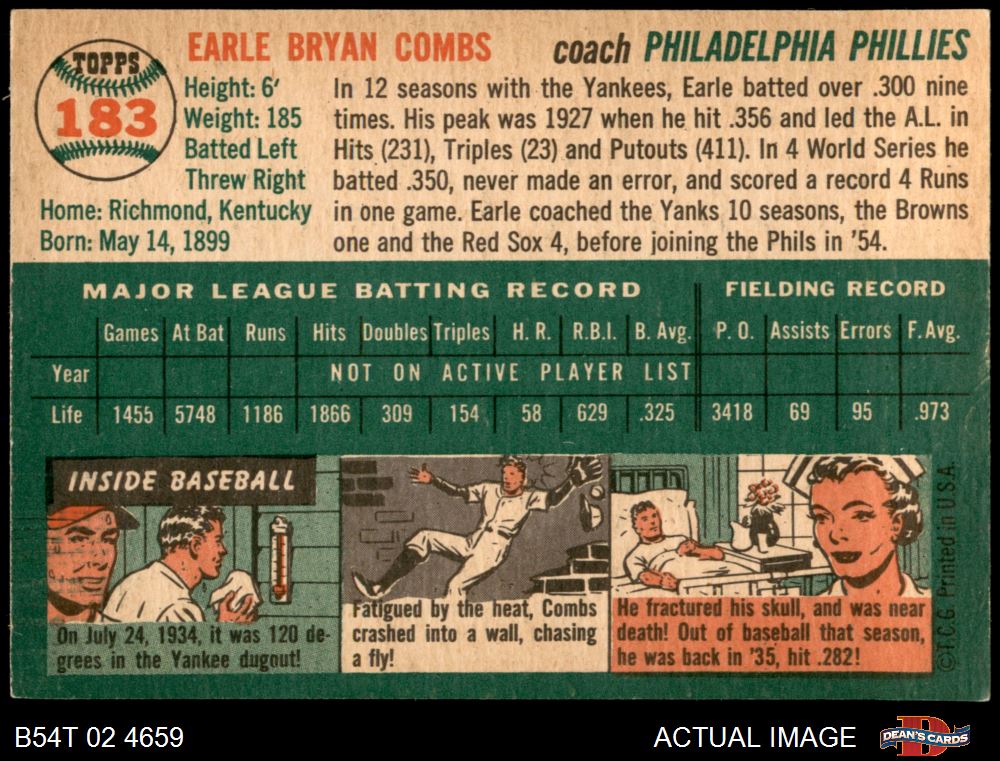 TOPPS
183
EARLE BRYAN COMBS
coach PHILADELPHIA PHILLIES
Height: 6'
Weight: 185
Batted Left
Threw Right
Home: Richmond, Kentucky
Born: May 14, 1899
In 12 seasons with the Yankees, Earle batted over .300 nine
times. His peak was 1927 when he hit .356 and led the A.L. in
Hits (231), Triples (23) and Putouts (411). In 4 World Series he
batted .350, never made an error, and scored a record 4 Runs
in one game. Earle coached the Yanks 10 seasons, the Browns
one and the Red Sox 4, before joining the Phils in '54.
MAJOR LEAGUE BATTING RECORD FIELDING RECORD
Games At Bat Runs Hits Doubles Triples H. R. R.B.I. B. Avg. P. O. Assists Errors F. Avg.
Year NOT ON ACTIVE PLAYER LIST
Life 1455 5748 1186 1866 309 154 58 629 .325 3418 69 95 .973
INSIDE BASEBALL
On July 24, 1934, it was 120 de-
grees in the Yankee dugout!
Fatigued by the heat, Combs
crashed into a wall, chasing
a fly!
He fractured his skull, and was near
death! Out of baseball that season,
he was back in '35, hit .282!
©T.C.G. Printed in U.S.A.
B54T 02 4659
ACTUAL IMAGE
DEAN'S CARDS